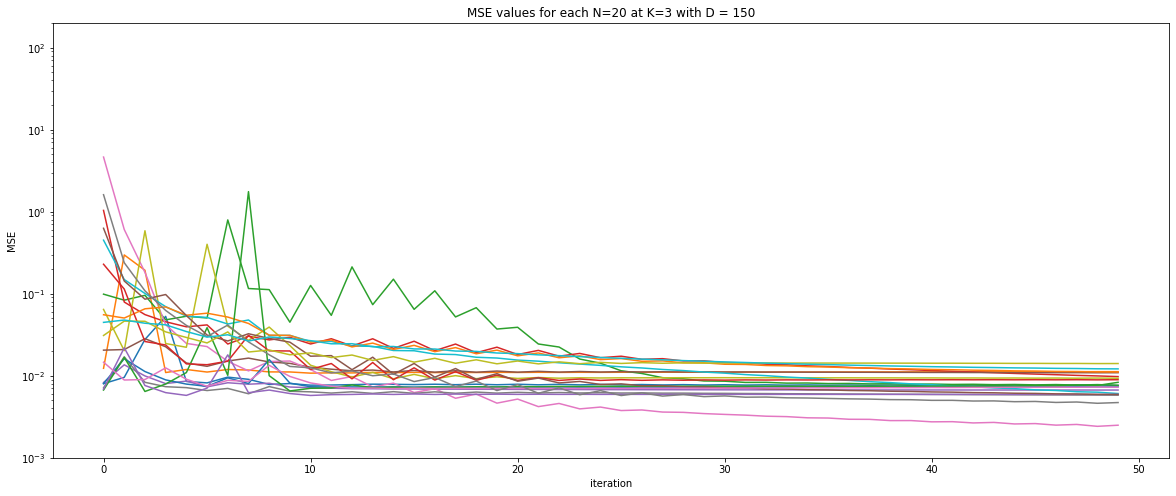 MSE values for each N=20 at K=3 with D = 150
10²
10¹
10⁰
10⁻¹
10⁻²
10⁻³
MSE
0 10 20 30 40 50
iteration